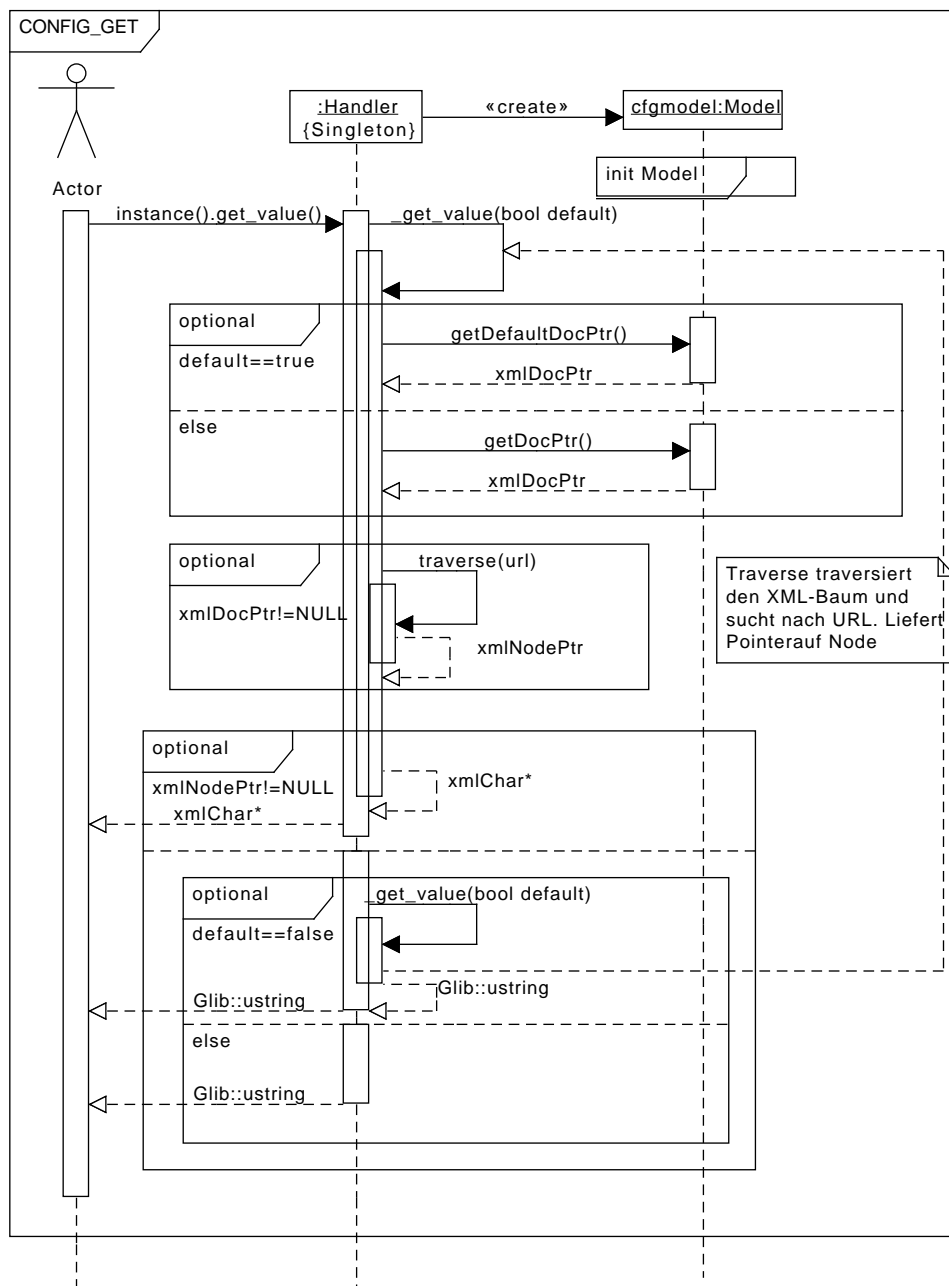 CONFIG_GET
:Handler
{Singleton}
«create»
cfgmodel:Model
init Model
Actor
instance().get_value()
_get_value(bool default)
optional
default==true
getDefaultDocPtr()
xmlDocPtr
else
getDocPtr()
xmlDocPtr
optional
xmlDocPtr!=NULL
traverse(url)
xmlNodePtr
Traverse traversiert
den XML-Baum und
sucht nach URL. Liefert
Pointerauf Node
optional
xmlNodePtr!=NULL
xmlChar*
xmlChar*
optional
default==false
_get_value(bool default)
Glib::ustring
Glib::ustring
else
Glib::ustring